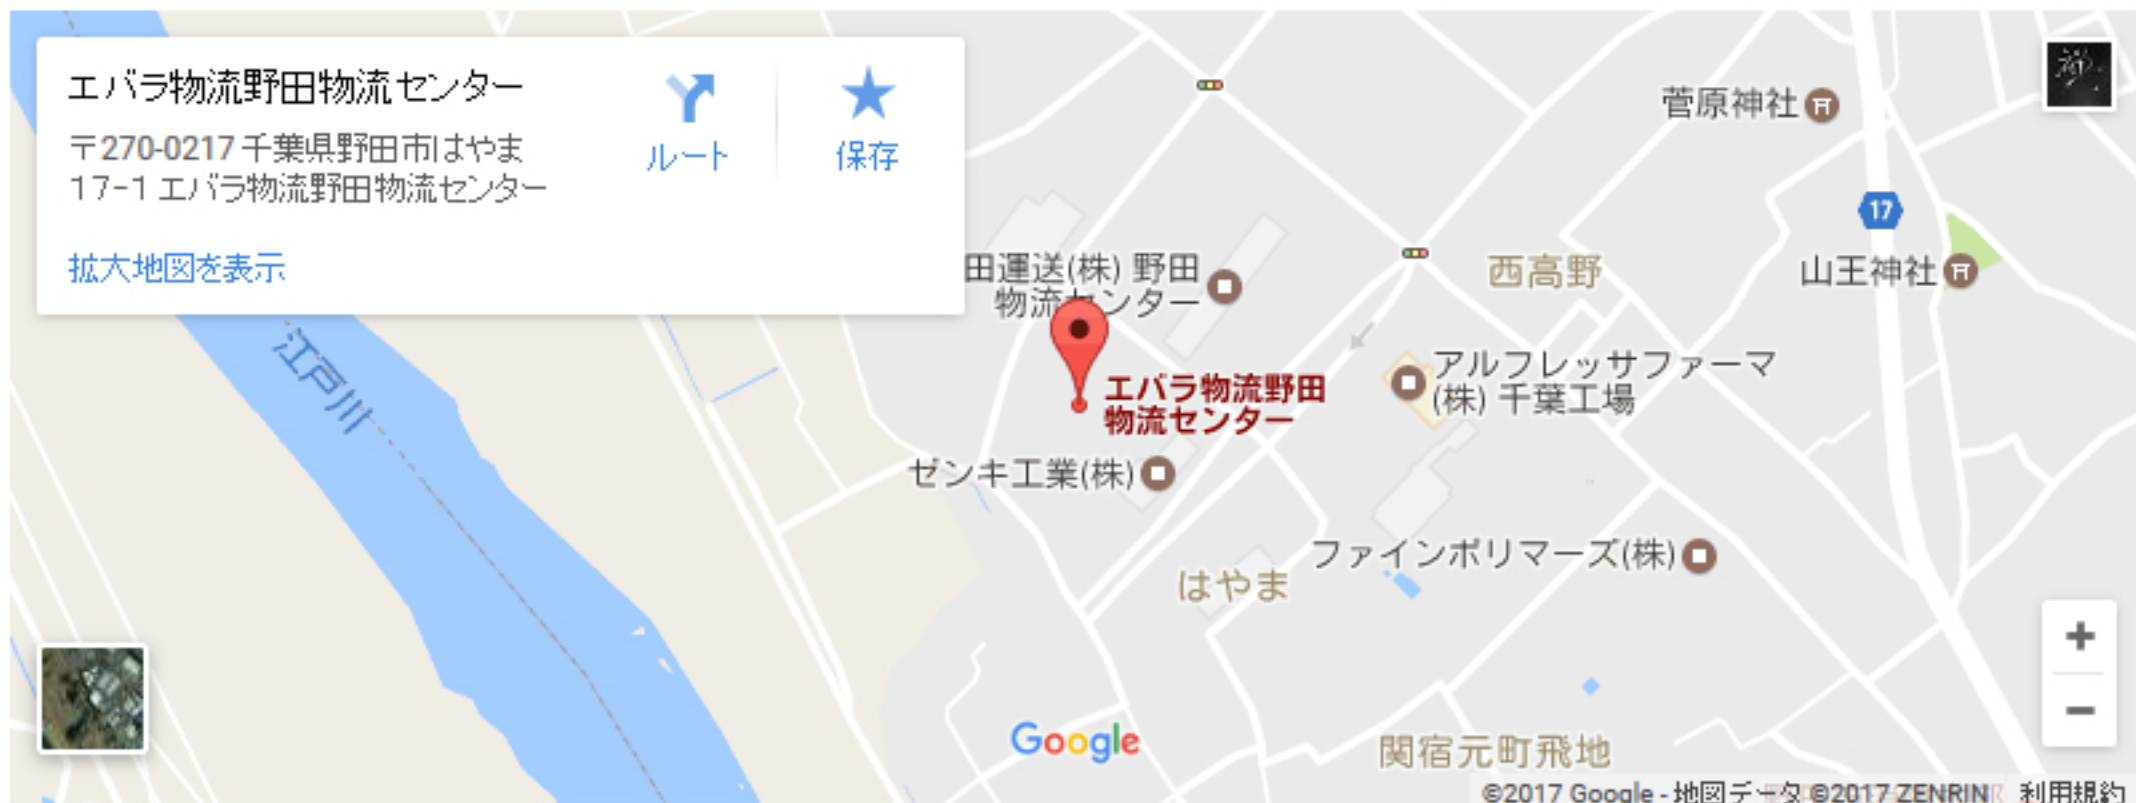 エバラ物流野田物流センター
〒270-0217 千葉県野田市はやま
17−1 エバラ物流野田物流センター
ルート
保存
拡大地図を表示
菅原神社
17
山王神社
西高野
田運送(株) 野田
物流センター
江戸川
エバラ物流野田
物流センター
アルフレッサファーマ
(株) 千葉工場
ゼンキ工業(株)
ファインポリマーズ(株)
はやま
関宿元町飛地
Google
©2017 Google - 地図データ ©2017 ZENRIN
利用規約